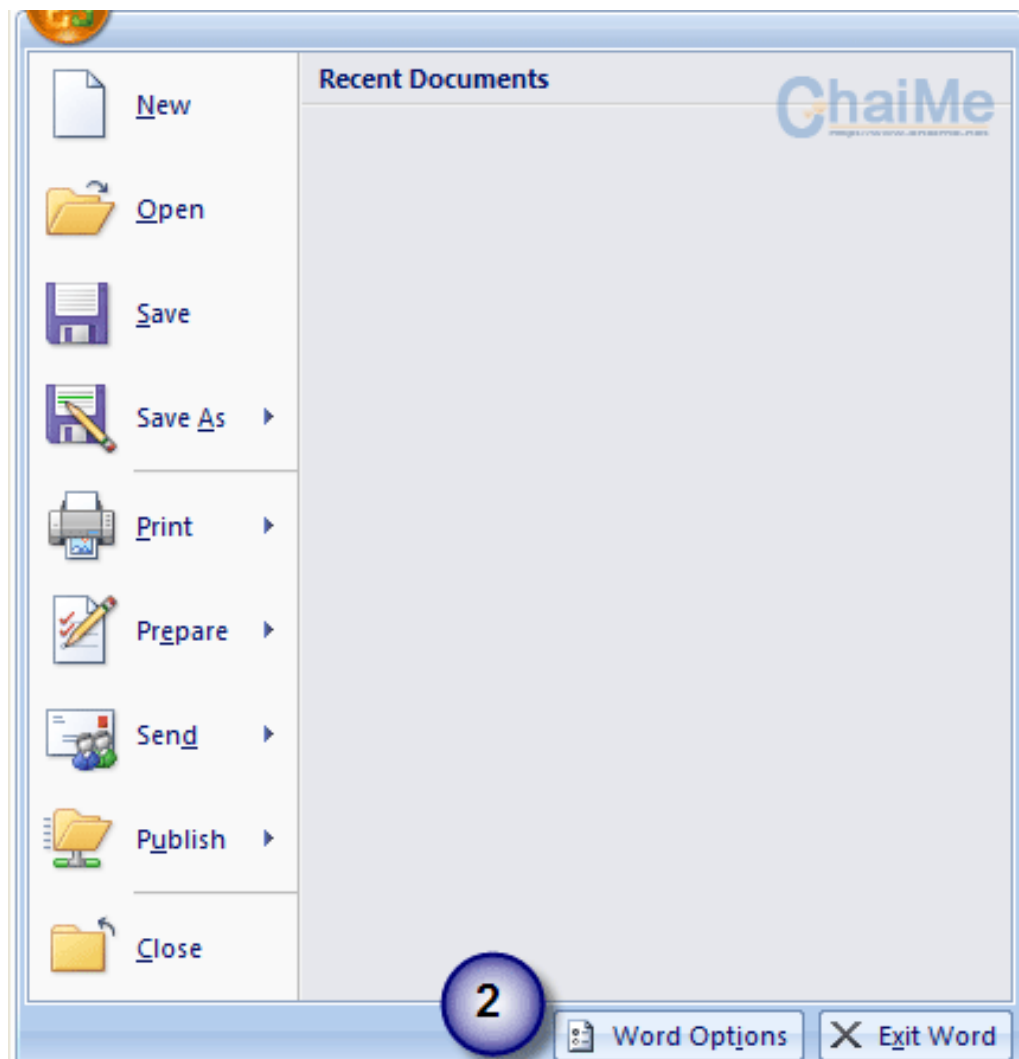 Recent Documents
ChaiMe
New
Open
Save
Save As
Print
Prepare
Send
Publish
Close
2
Word Options
Exit Word